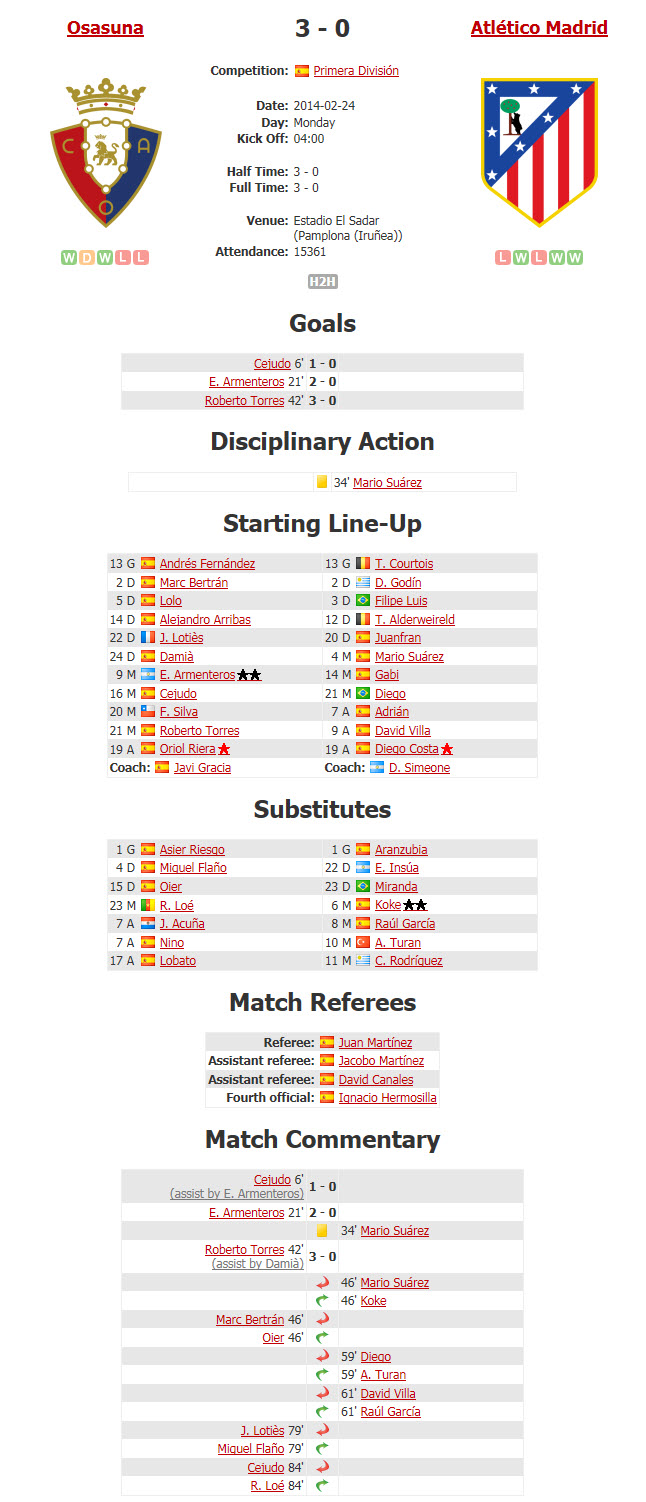 Osasuna 3 - 0 Atlético Madrid
Competition: Primera División
Date: 2014-02-24
Day: Monday
Kick Off: 04:00
Half Time: 3 - 0
Full Time: 3 - 0
Venue: Estadio El Sadar
(Pamplona (Iruñea))
Attendance: 15361
C A
O
W D W L L
L W L W W
H2H
Goals
Cejudo 6' 1 - 0
E. Armenteros 21' 2 - 0
Roberto Torres 42' 3 - 0
Disciplinary Action
34' Mario Suárez
Starting Line-Up
13 G Andrés Fernández 13 G T. Courtois
2 D Marc Bertrán 2 D D. Godín
5 D Lolo 3 D Filipe Luis
14 D Alejandro Arribas 12 D T. Alderweireld
22 D J. Lotiès 20 D Juanfran
24 D Damià 4 M Mario Suárez
9 M E. Armenteros 14 M Gabi
16 M Cejudo 21 M Diego
20 M F. Silva 7 A Adrián
21 M Roberto Torres 9 A David Villa
19 A Oriol Riera 19 A Diego Costa
Coach: Javi Gracia Coach: D. Simeone
Substitutes
1 G Asier Riesgo 1 G Aranzubia
4 D Miguel Flaño 22 D E. Insúa
15 D Oier 23 D Miranda
23 M R. Loé 6 M Koke
7 A J. Acuña 8 M Raúl García
7 A Nino 10 M A. Turan
17 A Lobato 11 M C. Rodríguez
Match Referees
Referee: Juan Martínez
Assistant referee: Jacobo Martínez
Assistant referee: David Canales
Fourth official: Ignacio Hermosilla
Match Commentary
Cejudo 6' 1 - 0
(assist by E. Armenteros)
E. Armenteros 21' 2 - 0
34' Mario Suárez
Roberto Torres 42' 3 - 0
(assist by Damià)
46' Mario Suárez
46' Koke
Marc Bertrán 46'
Oier 46'
59' Diego
59' A. Turan
61' David Villa
61' Raúl García
J. Lotiès 79'
Miguel Flaño 79'
Cejudo 84'
R. Loé 84'